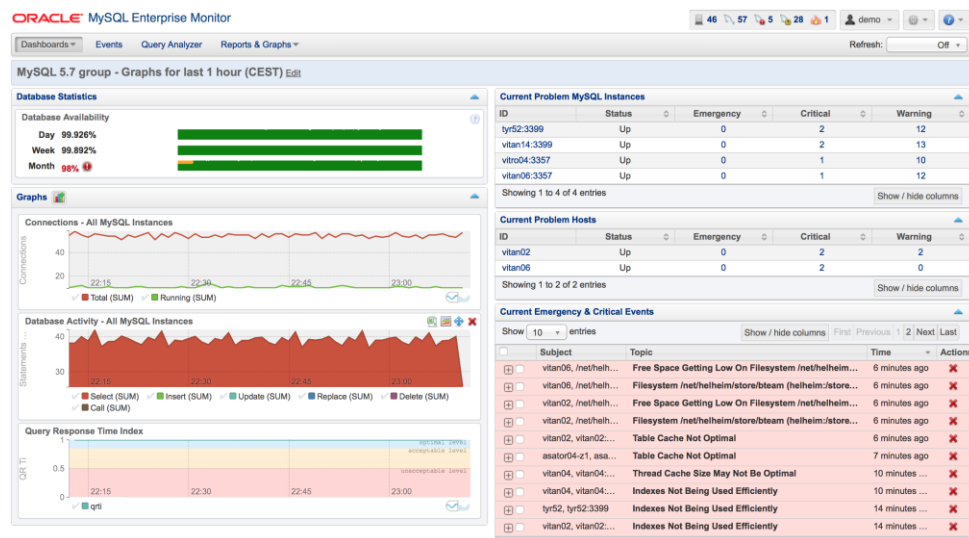 ORACLE MySQL Enterprise Monitor
46 57 5 28 1 demo
Dashboards Events Query Analyzer Reports & Graphs Refresh: Off
MySQL 5.7 group - Graphs for last 1 hour (CEST) Edit
Database Statistics
Database Availability
Day 99.926%
Week 99.892%
Month 98%
Graphs
Connections - All MySQL Instances
Connections
40
20
22:15 22:30 22:45 23:00
Total (SUM) Running (SUM)
Database Activity - All MySQL Instances
Statements ...
40
30
22:15 22:30 22:45 23:00
Select (SUM) Insert (SUM) Update (SUM) Replace (SUM) Delete (SUM)
Call (SUM)
Query Response Time Index
QR Ti
1
0.5
0
optimal level
acceptable level
unacceptable level
22:15 22:30 22:45 23:00
qrti
Current Problem MySQL Instances
ID Status Emergency Critical Warning
tyr52:3399 Up 0 2 12
vitan14:3399 Up 0 2 13
vitro04:3357 Up 0 1 10
vitan06:3357 Up 0 1 12
Showing 1 to 4 of 4 entries Show / hide columns
Current Problem Hosts
ID Status Emergency Critical Warning
vitan02 Up 0 2 2
vitan06 Up 0 2 0
Showing 1 to 2 of 2 entries Show / hide columns
Current Emergency & Critical Events
Show 10 entries Show / hide columns First Previous 1 2 Next Last
Subject Topic Time Actions
vitan06, /net/helh... Free Space Getting Low On Filesystem /net/helheim... 6 minutes ago
vitan06, /net/helh... Filesystem /net/helheim/store/bteam (helheim:/store... 6 minutes ago
vitan02, /net/helh... Free Space Getting Low On Filesystem /net/helheim... 6 minutes ago
vitan02, /net/helh... Filesystem /net/helheim/store/bteam (helheim:/store... 6 minutes ago
vitan02, vitan02:... Table Cache Not Optimal 6 minutes ago
asator04-z1, asa... Table Cache Not Optimal 7 minutes ago
vitan04, vitan04:... Thread Cache Size May Not Be Optimal 10 minutes ...
vitan04, vitan04:... Indexes Not Being Used Efficiently 10 minutes ...
tyr52, tyr52:3399 Indexes Not Being Used Efficiently 14 minutes ...
vitan02, vitan02:... Indexes Not Being Used Efficiently 14 minutes ...